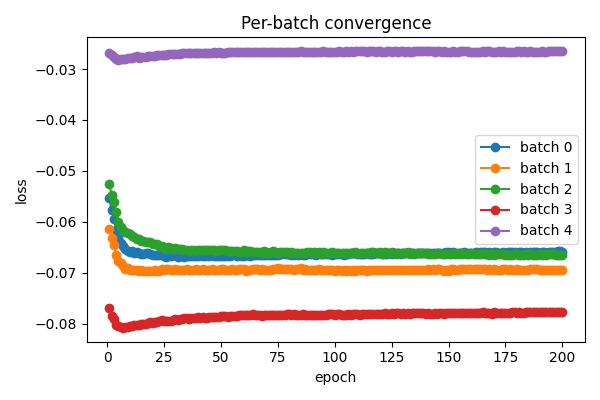 Per-batch convergence
loss
−0.03
−0.04
−0.05
−0.06
−0.07
−0.08
batch 0
batch 1
batch 2
batch 3
batch 4
0 25 50 75 100 125 150 175 200
epoch